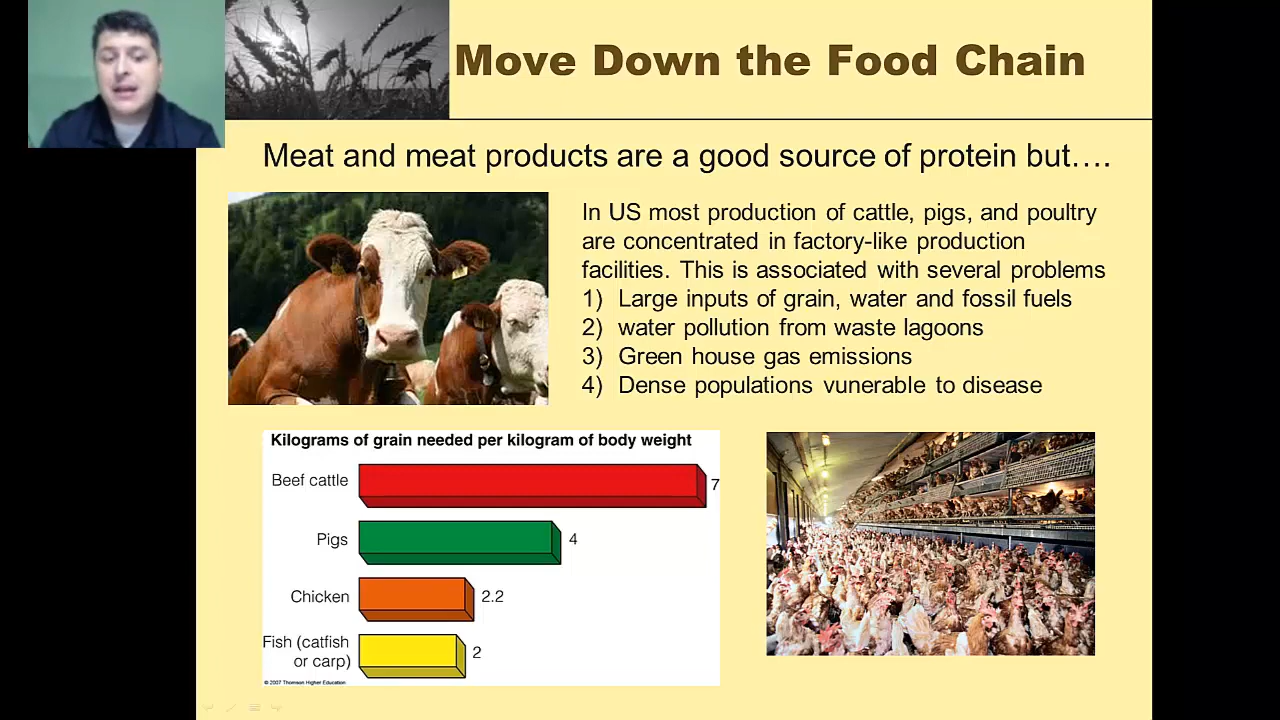 Move Down the Food Chain
Meat and meat products are a good source of protein but….
In US most production of cattle, pigs, and poultry
are concentrated in factory-like production
facilities. This is associated with several problems
1) Large inputs of grain, water and fossil fuels
2) water pollution from waste lagoons
3) Green house gas emissions
4) Dense populations vunerable to disease
Kilograms of grain needed per kilogram of body weight
Beef cattle 7
Pigs 4
Chicken 2.2
Fish (catfish
or carp) 2
© 2007 Thomson Higher Education